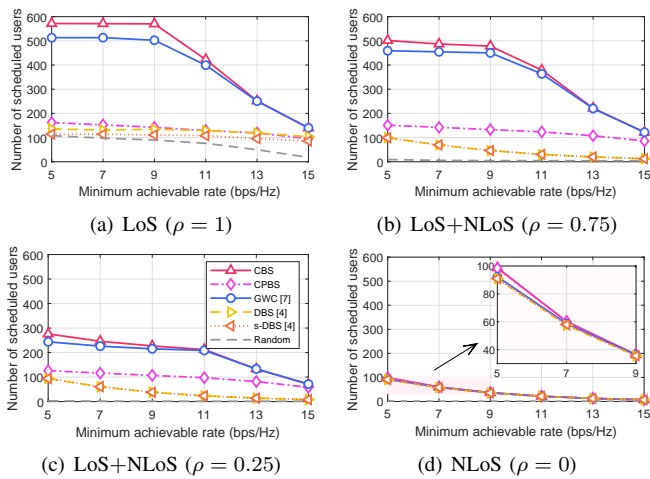 600
500
400
300
200
100
0
5 7 9 11 13 15
Number of scheduled users
Minimum achievable rate (bps/Hz)
(a) LoS (ρ = 1)
600
500
400
300
200
100
0
5 7 9 11 13 15
Number of scheduled users
Minimum achievable rate (bps/Hz)
(b) LoS+NLoS (ρ = 0.75)
600
500
400
300
200
100
0
5 7 9 11 13 15
Number of scheduled users
CBS
CPBS
GWC [7]
DBS [4]
s-DBS [4]
Random
Minimum achievable rate (bps/Hz)
(c) LoS+NLoS (ρ = 0.25)
600
500
400
300
200
100
0
5 7 9 11 13 15
Number of scheduled users
100
80
60
40
5 7 9
Minimum achievable rate (bps/Hz)
(d) NLoS (ρ = 0)